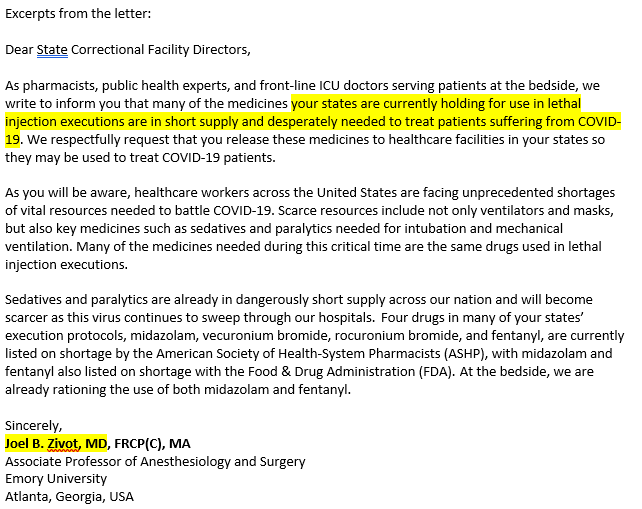 Excerpts from the letter:
Dear State Correctional Facility Directors,
As pharmacists, public health experts, and front-line ICU doctors serving patients at the bedside, we
write to inform you that many of the medicines your states are currently holding for use in lethal
injection executions are in short supply and desperately needed to treat patients suffering from COVID-
19. We respectfully request that you release these medicines to healthcare facilities in your states so
they may be used to treat COVID-19 patients.
As you will be aware, healthcare workers across the United States are facing unprecedented shortages
of vital resources needed to battle COVID-19. Scarce resources include not only ventilators and masks,
but also key medicines such as sedatives and paralytics needed for intubation and mechanical
ventilation. Many of the medicines needed during this critical time are the same drugs used in lethal
injection executions.
Sedatives and paralytics are already in dangerously short supply across our nation and will become
scarcer as this virus continues to sweep through our hospitals.  Four drugs in many of your states’
execution protocols, midazolam, vecuronium bromide, rocuronium bromide, and fentanyl, are currently
listed on shortage by the American Society of Health-System Pharmacists (ASHP), with midazolam and
fentanyl also listed on shortage with the Food & Drug Administration (FDA). At the bedside, we are
already rationing the use of both midazolam and fentanyl.
Sincerely,
Joel B. Zivot, MD, FRCP(C), MA
Associate Professor of Anesthesiology and Surgery
Emory University
Atlanta, Georgia, USA